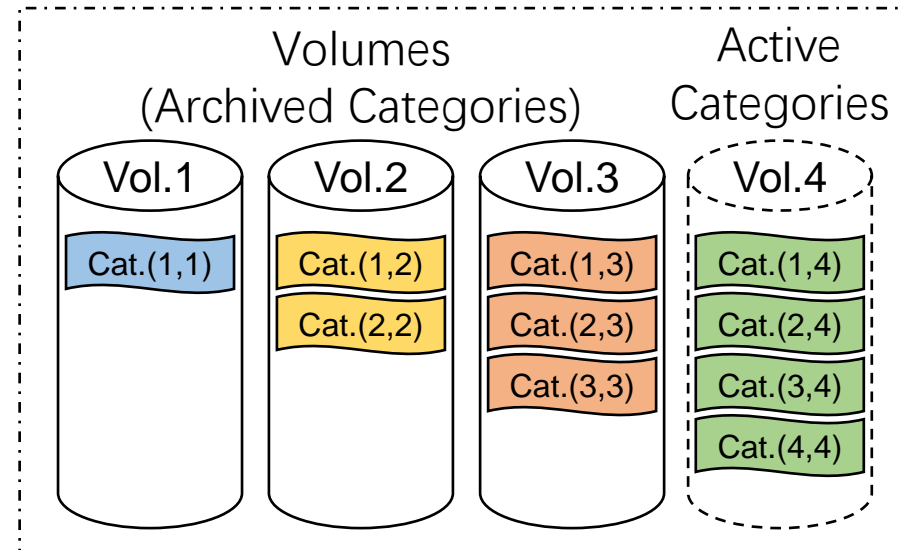 Volumes
(Archived Categories)
Active
Categories
Vol.1
Vol.2
Vol.3
Vol.4
Cat.(1,1)
Cat.(1,2)
Cat.(2,2)
Cat.(1,3)
Cat.(2,3)
Cat.(3,3)
Cat.(1,4)
Cat.(2,4)
Cat.(3,4)
Cat.(4,4)